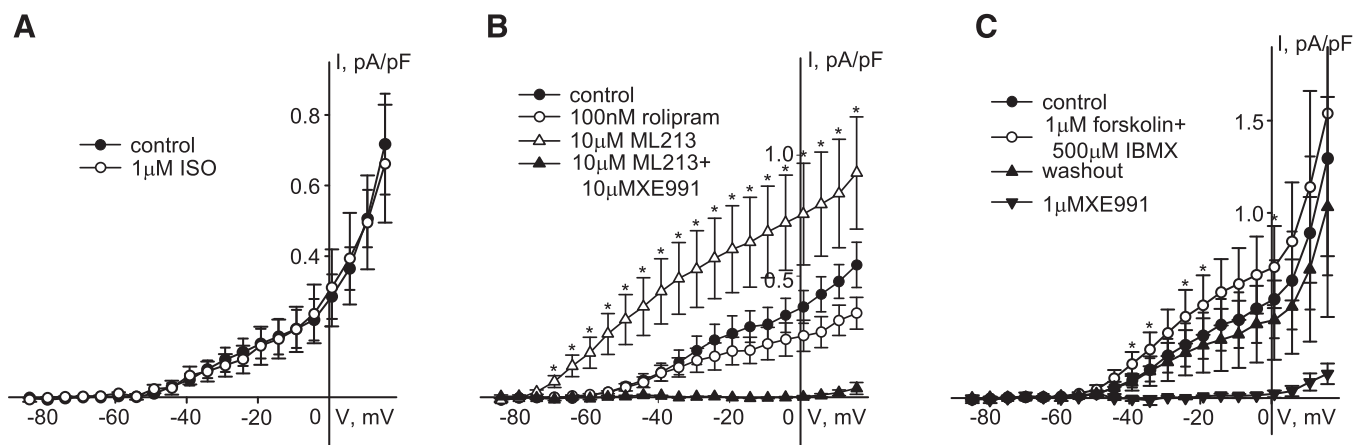 A
I, pA/pF
0.8
0.6
0.4
control
1μM ISO
-80
-60
-40
-20
0
V, mV
B
I, pA/pF
control
100nM rolipram
10μM ML213
10μM ML213+
10μMXE991
1.0
0.5
* * * * * * * * * * * * * * * * * *
-80
-60
-40
-20
0
V, mV
C
I, pA/pF
control
1μM forskolin+
500μM IBMX
washout
1μMXE991
1.5
1.0
* * * * *
-80
-60
-40
-20
0
V, mV